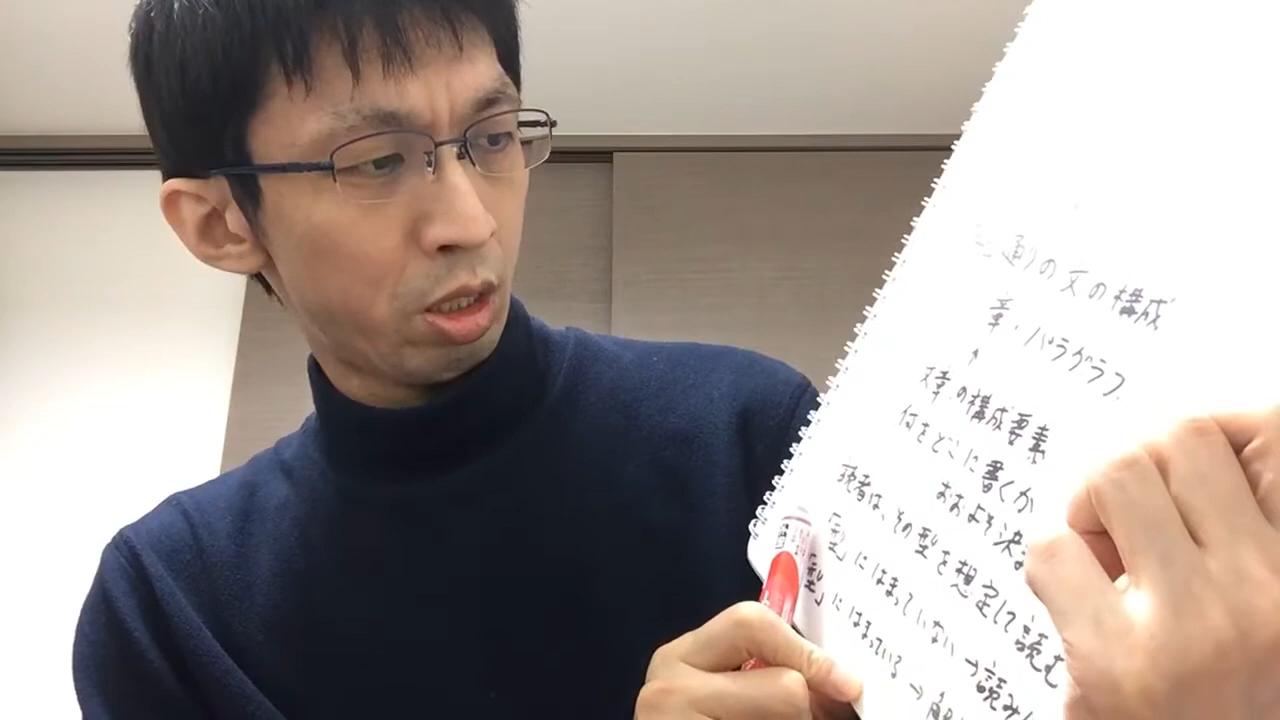 通りの文の構成
章・パラグラフ
↑
文章の構成要素
何をどこに書くか
おおよそ決ま
読者は、その型を想定して読む
「型」にはまっていない→読み
「型」にはまっている→